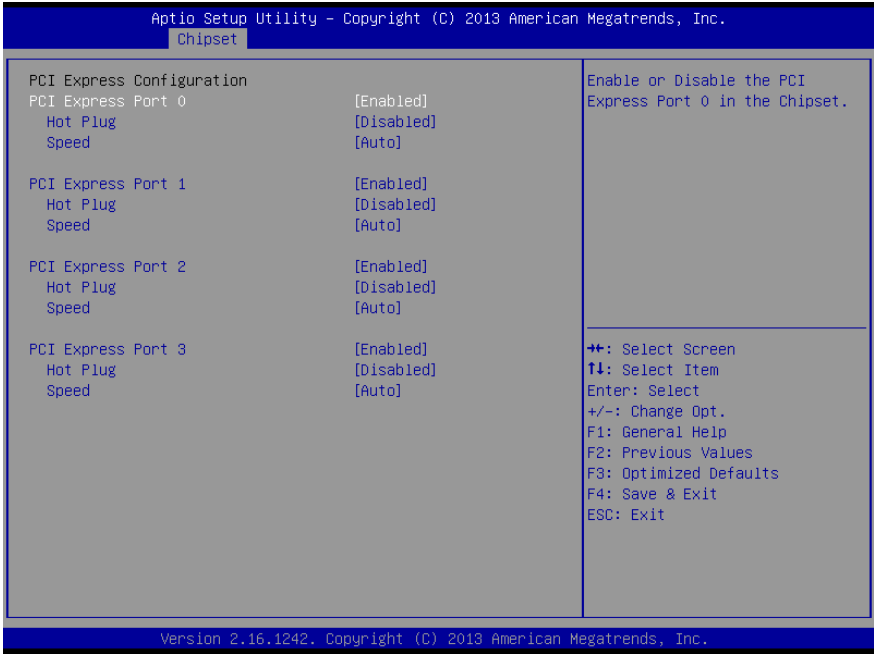 Aptio Setup Utility – Copyright (C) 2013 American Megatrends, Inc.
Chipset
PCI Express Configuration
PCI Express Port 0 [Enabled]
Hot Plug [Disabled]
Speed [Auto]
PCI Express Port 1 [Enabled]
Hot Plug [Disabled]
Speed [Auto]
PCI Express Port 2 [Enabled]
Hot Plug [Disabled]
Speed [Auto]
PCI Express Port 3 [Enabled]
Hot Plug [Disabled]
Speed [Auto]
Enable or Disable the PCI
Express Port 0 in the Chipset.
→←: Select Screen
↑↓: Select Item
Enter: Select
+/-: Change Opt.
F1: General Help
F2: Previous Values
F3: Optimized Defaults
F4: Save & Exit
ESC: Exit
Version 2.16.1242. Copyright (C) 2013 American Megatrends, Inc.